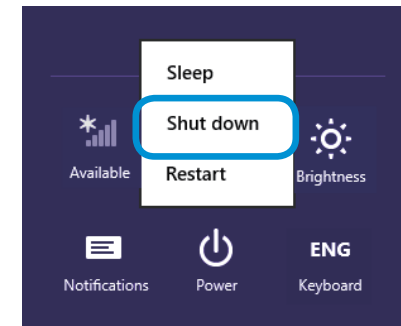 Sleep
Shut down
Restart
Available
Brightness
Notifications
Power
ENG
Keyboard